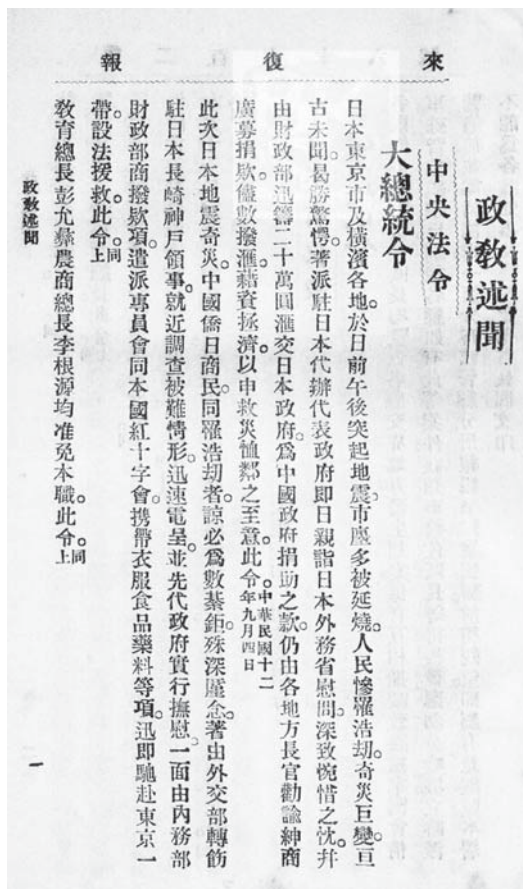 來復報
政教述聞
中央法令
大總統令
日本東京市及橫濱各地。於日前午後突起地震。市廛多被延燒。人民慘罹浩劫。奇災巨變。亘
古未聞。曷勝驚愕。著派駐日本代辦代表政府卽日親詣日本外務省慰問。深致惋惜之忱。幷
由財政部迅籌二十萬圓滙交日本政府。爲中國政府捐助之款。仍由各地方長官勸諭紳商
廣募捐款。儘數撥滙。藉資拯濟。以申救災恤鄰之至意。此令。中華民國十二年九月四日
此次日本地震奇災。中國僑日商民。同罹浩劫者。諒必爲數綦鉅。殊深廑念。著由外交部轉飭
駐日本長崎神戶領事。就近調查被難情形。迅速電呈。並先代政府實行撫慰。一面由內務部
財政部商撥款項。遣派專員會同本國紅十字會。携帶衣服食品藥料等項。迅卽馳赴東京一
帶。設法援救。此令。同上
敎育總長彭允彝農商總長李根源均准免本職。此令。同上
政敎述聞
一